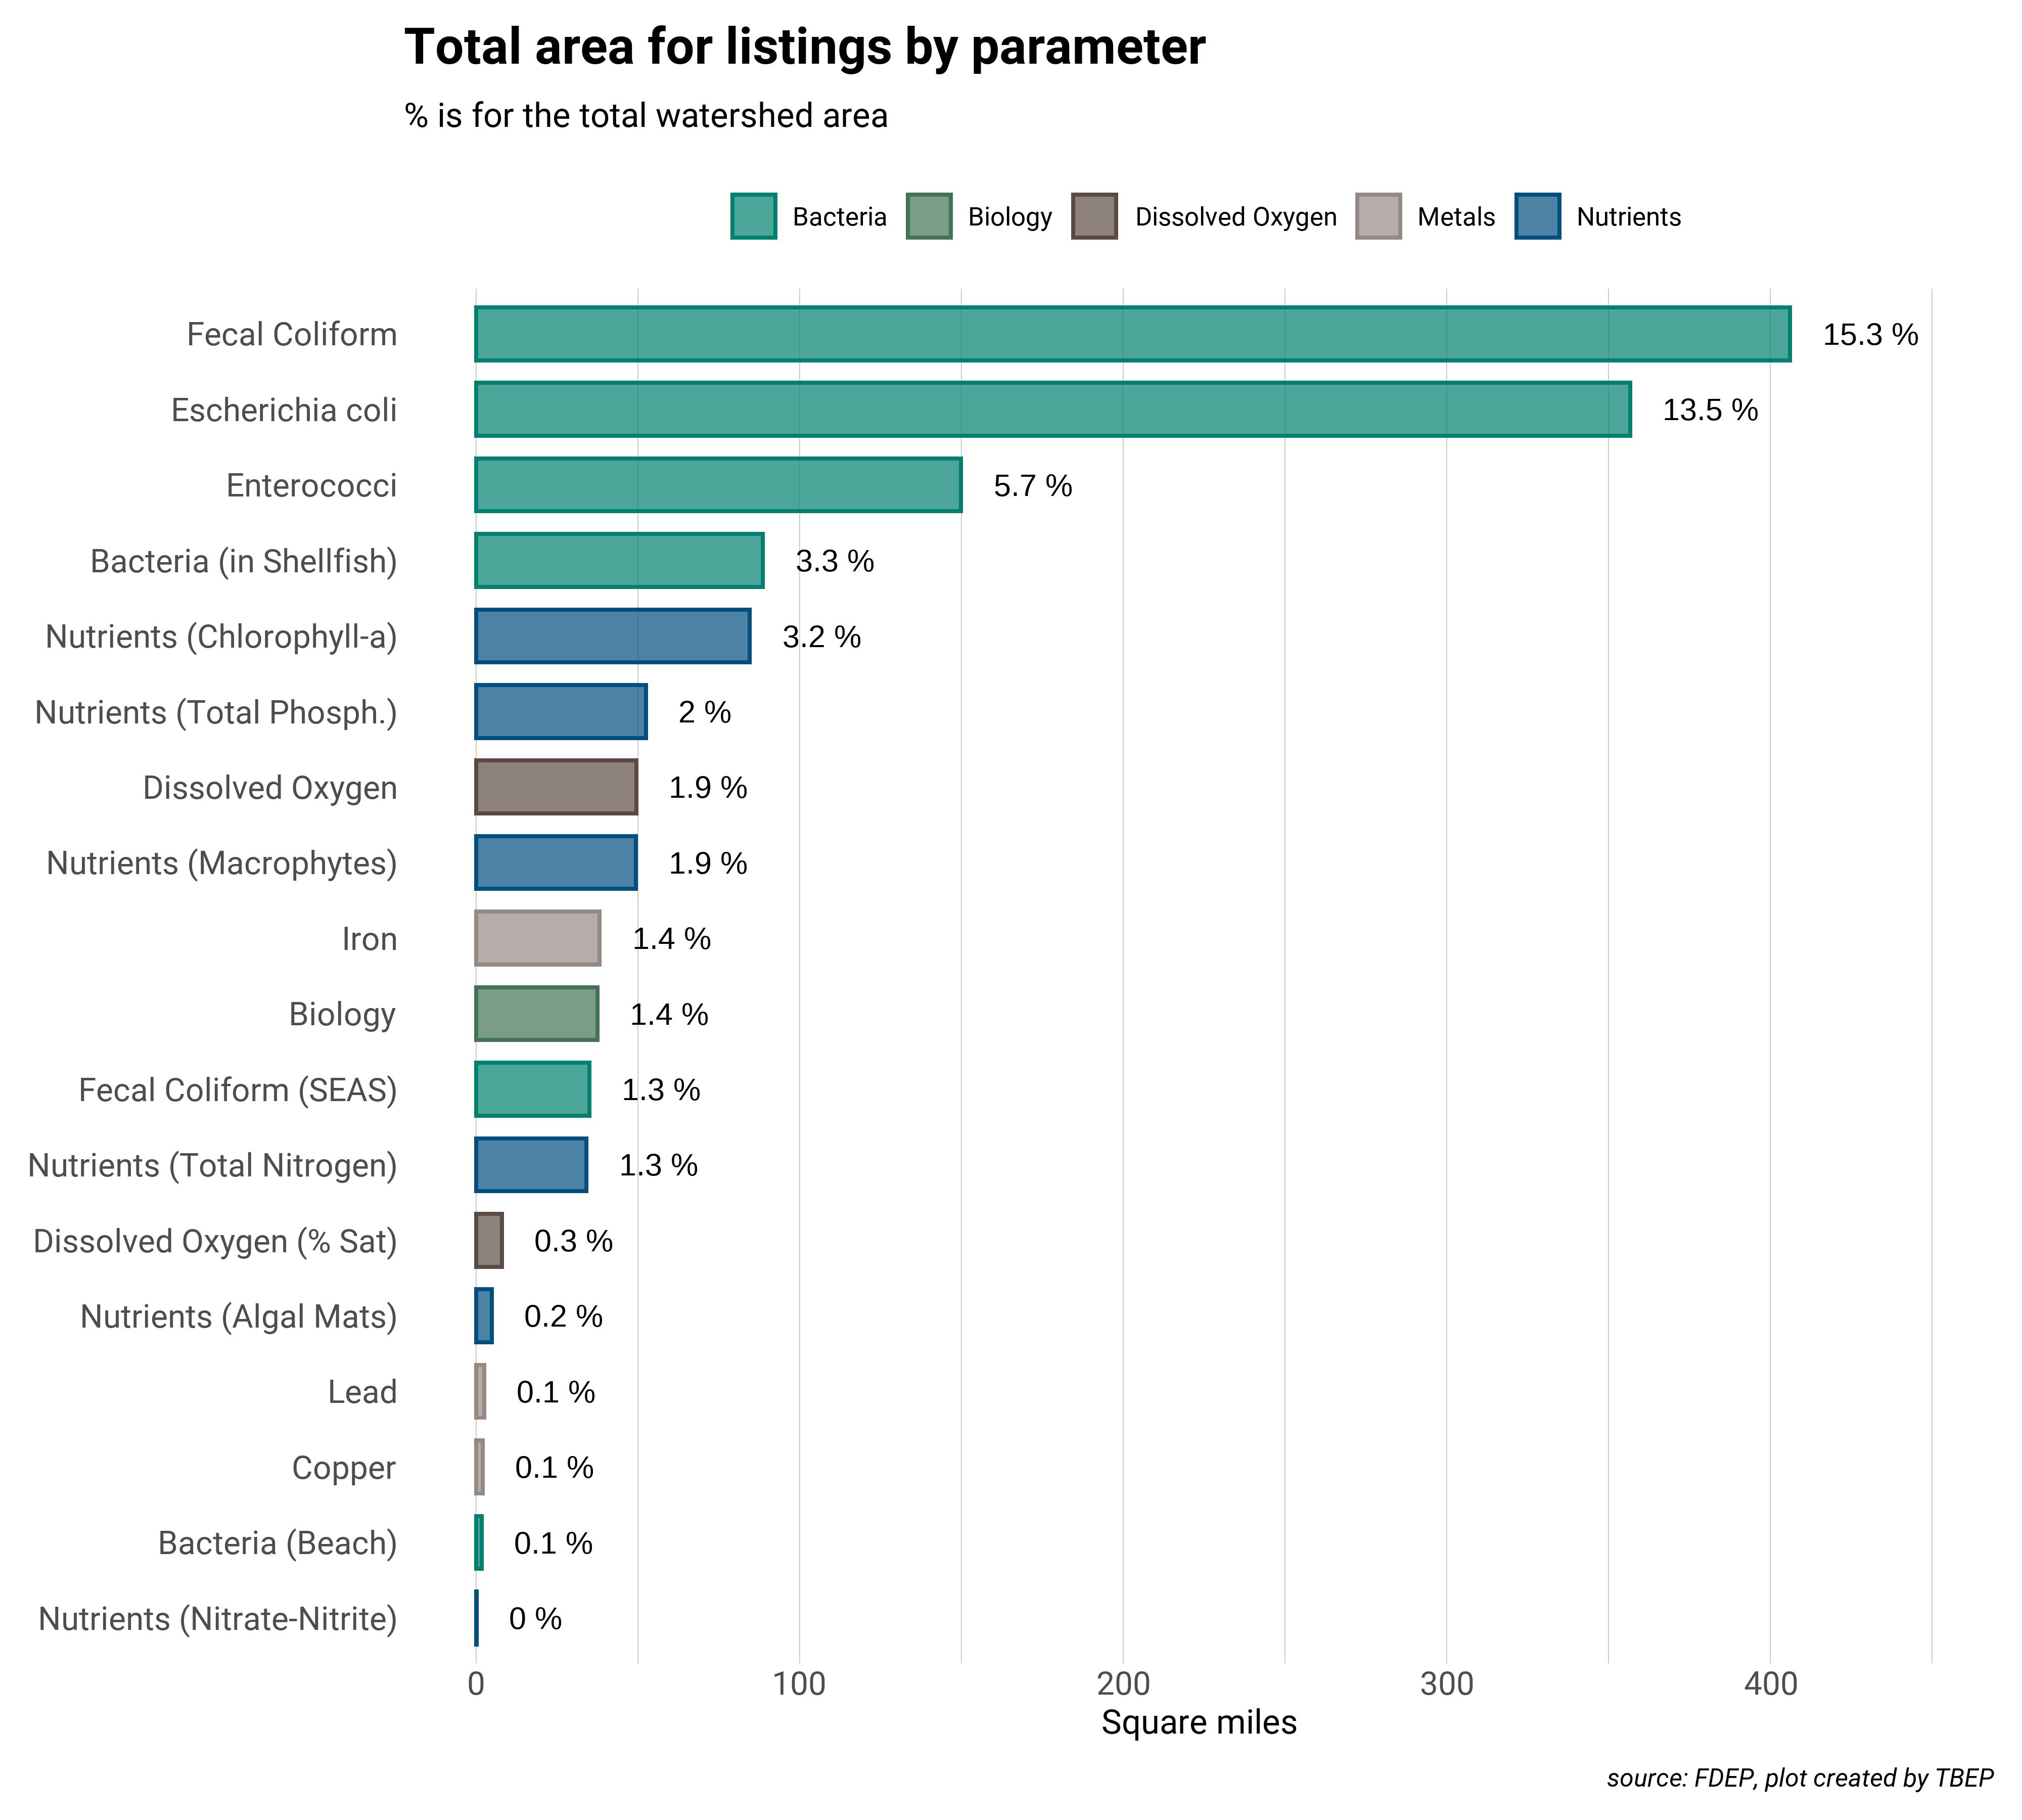 Total area for listings by parameter
% is for the total watershed area
Bacteria Biology Dissolved Oxygen Metals Nutrients
Fecal Coliform 15.3 %
Escherichia coli 13.5 %
Enterococci 5.7 %
Bacteria (in Shellfish) 3.3 %
Nutrients (Chlorophyll-a) 3.2 %
Nutrients (Total Phosph.) 2 %
Dissolved Oxygen 1.9 %
Nutrients (Macrophytes) 1.9 %
Iron 1.4 %
Biology 1.4 %
Fecal Coliform (SEAS) 1.3 %
Nutrients (Total Nitrogen) 1.3 %
Dissolved Oxygen (% Sat) 0.3 %
Nutrients (Algal Mats) 0.2 %
Lead 0.1 %
Copper 0.1 %
Bacteria (Beach) 0.1 %
Nutrients (Nitrate-Nitrite) 0 %
0 100 200 300 400
Square miles
source: FDEP, plot created by TBEP